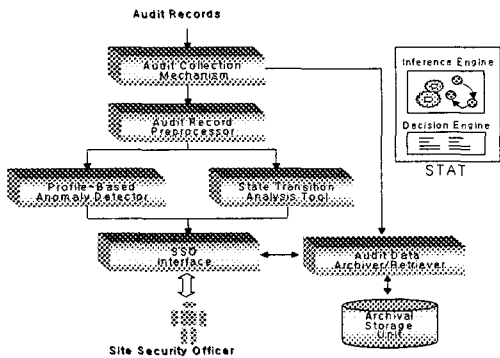 Audit Records
Audit Collection
Mechanism
Inference Engine
Audit Record
Preprocessor
Decision Engine
STAT
Profile-Based
Anomaly Detector
State Transition
Analysis Tool
SSO
Interface
Audit Data
Archiver/Retriever
Archival
Storage
Unit
Site Security Officer